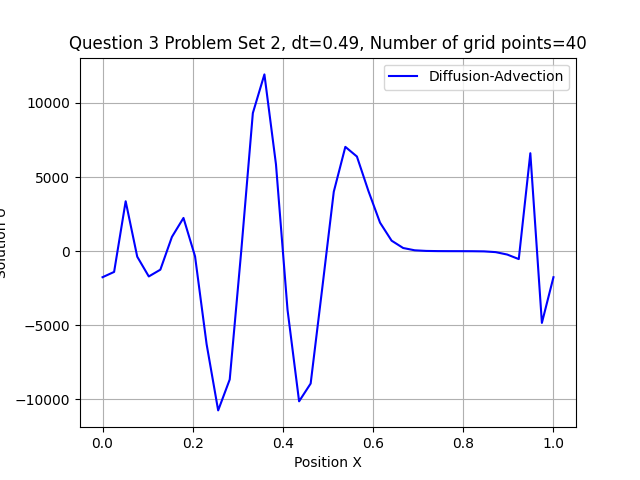 Question 3 Problem Set 2, dt=0.49, Number of grid points=40
Diffusion-Advection
10000
5000
0
−5000
−10000
Solution U
0.0 0.2 0.4 0.6 0.8 1.0
Position X